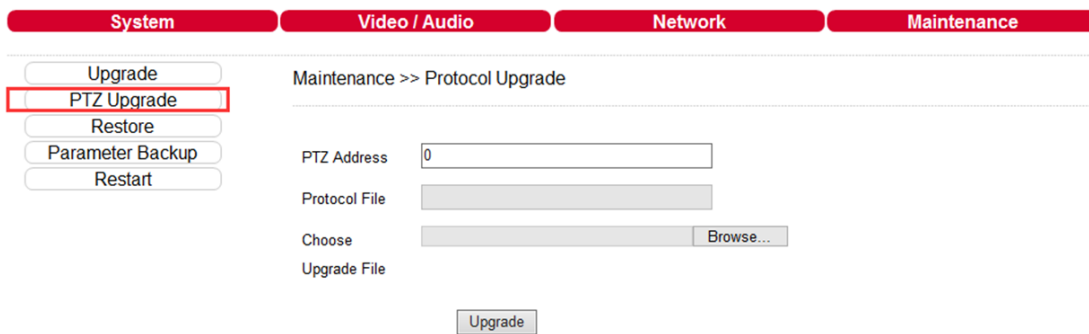 System Video / Audio Network Maintenance
Upgrade
PTZ Upgrade
Restore
Parameter Backup
Restart
Maintenance >> Protocol Upgrade
PTZ Address 0
Protocol File
Choose Browse...
Upgrade File
Upgrade